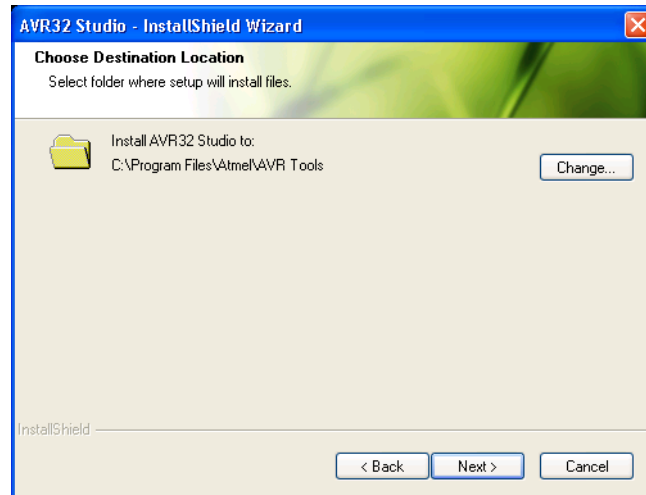 AVR32 Studio - InstallShield Wizard
Choose Destination Location
Select folder where setup will install files.
Install AVR32 Studio to:
C:\Program Files\Atmel\AVR Tools
Change...
InstallShield
< Back
Next >
Cancel